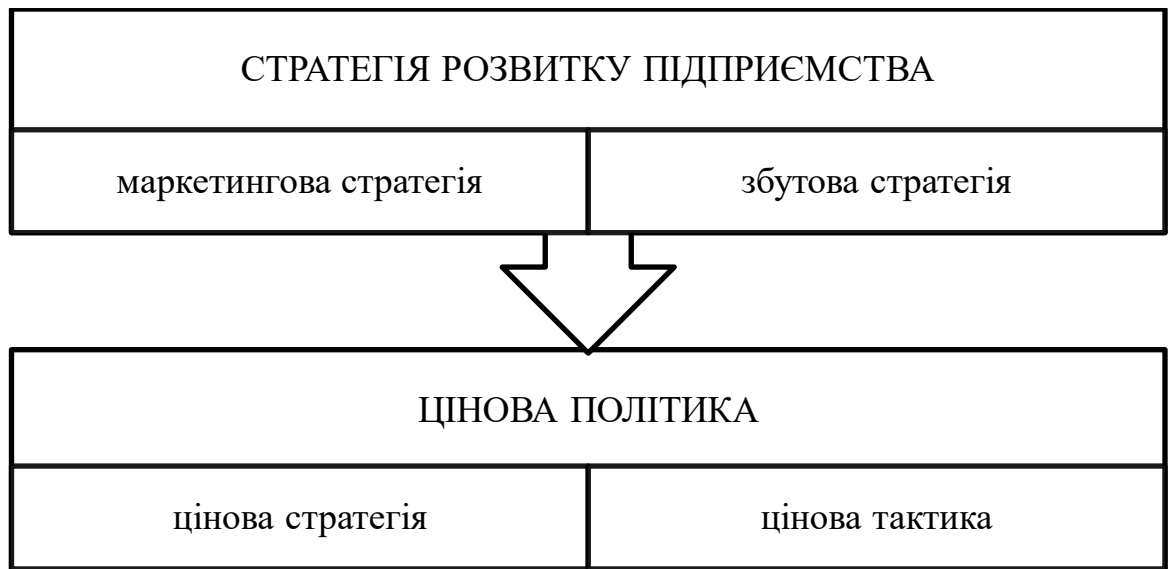 СТРАТЕГІЯ РОЗВИТКУ ПІДПРИЄМСТВА
маркетингова стратегія
збутова стратегія
ЦІНОВА ПОЛІТИКА
цінова стратегія
цінова тактика